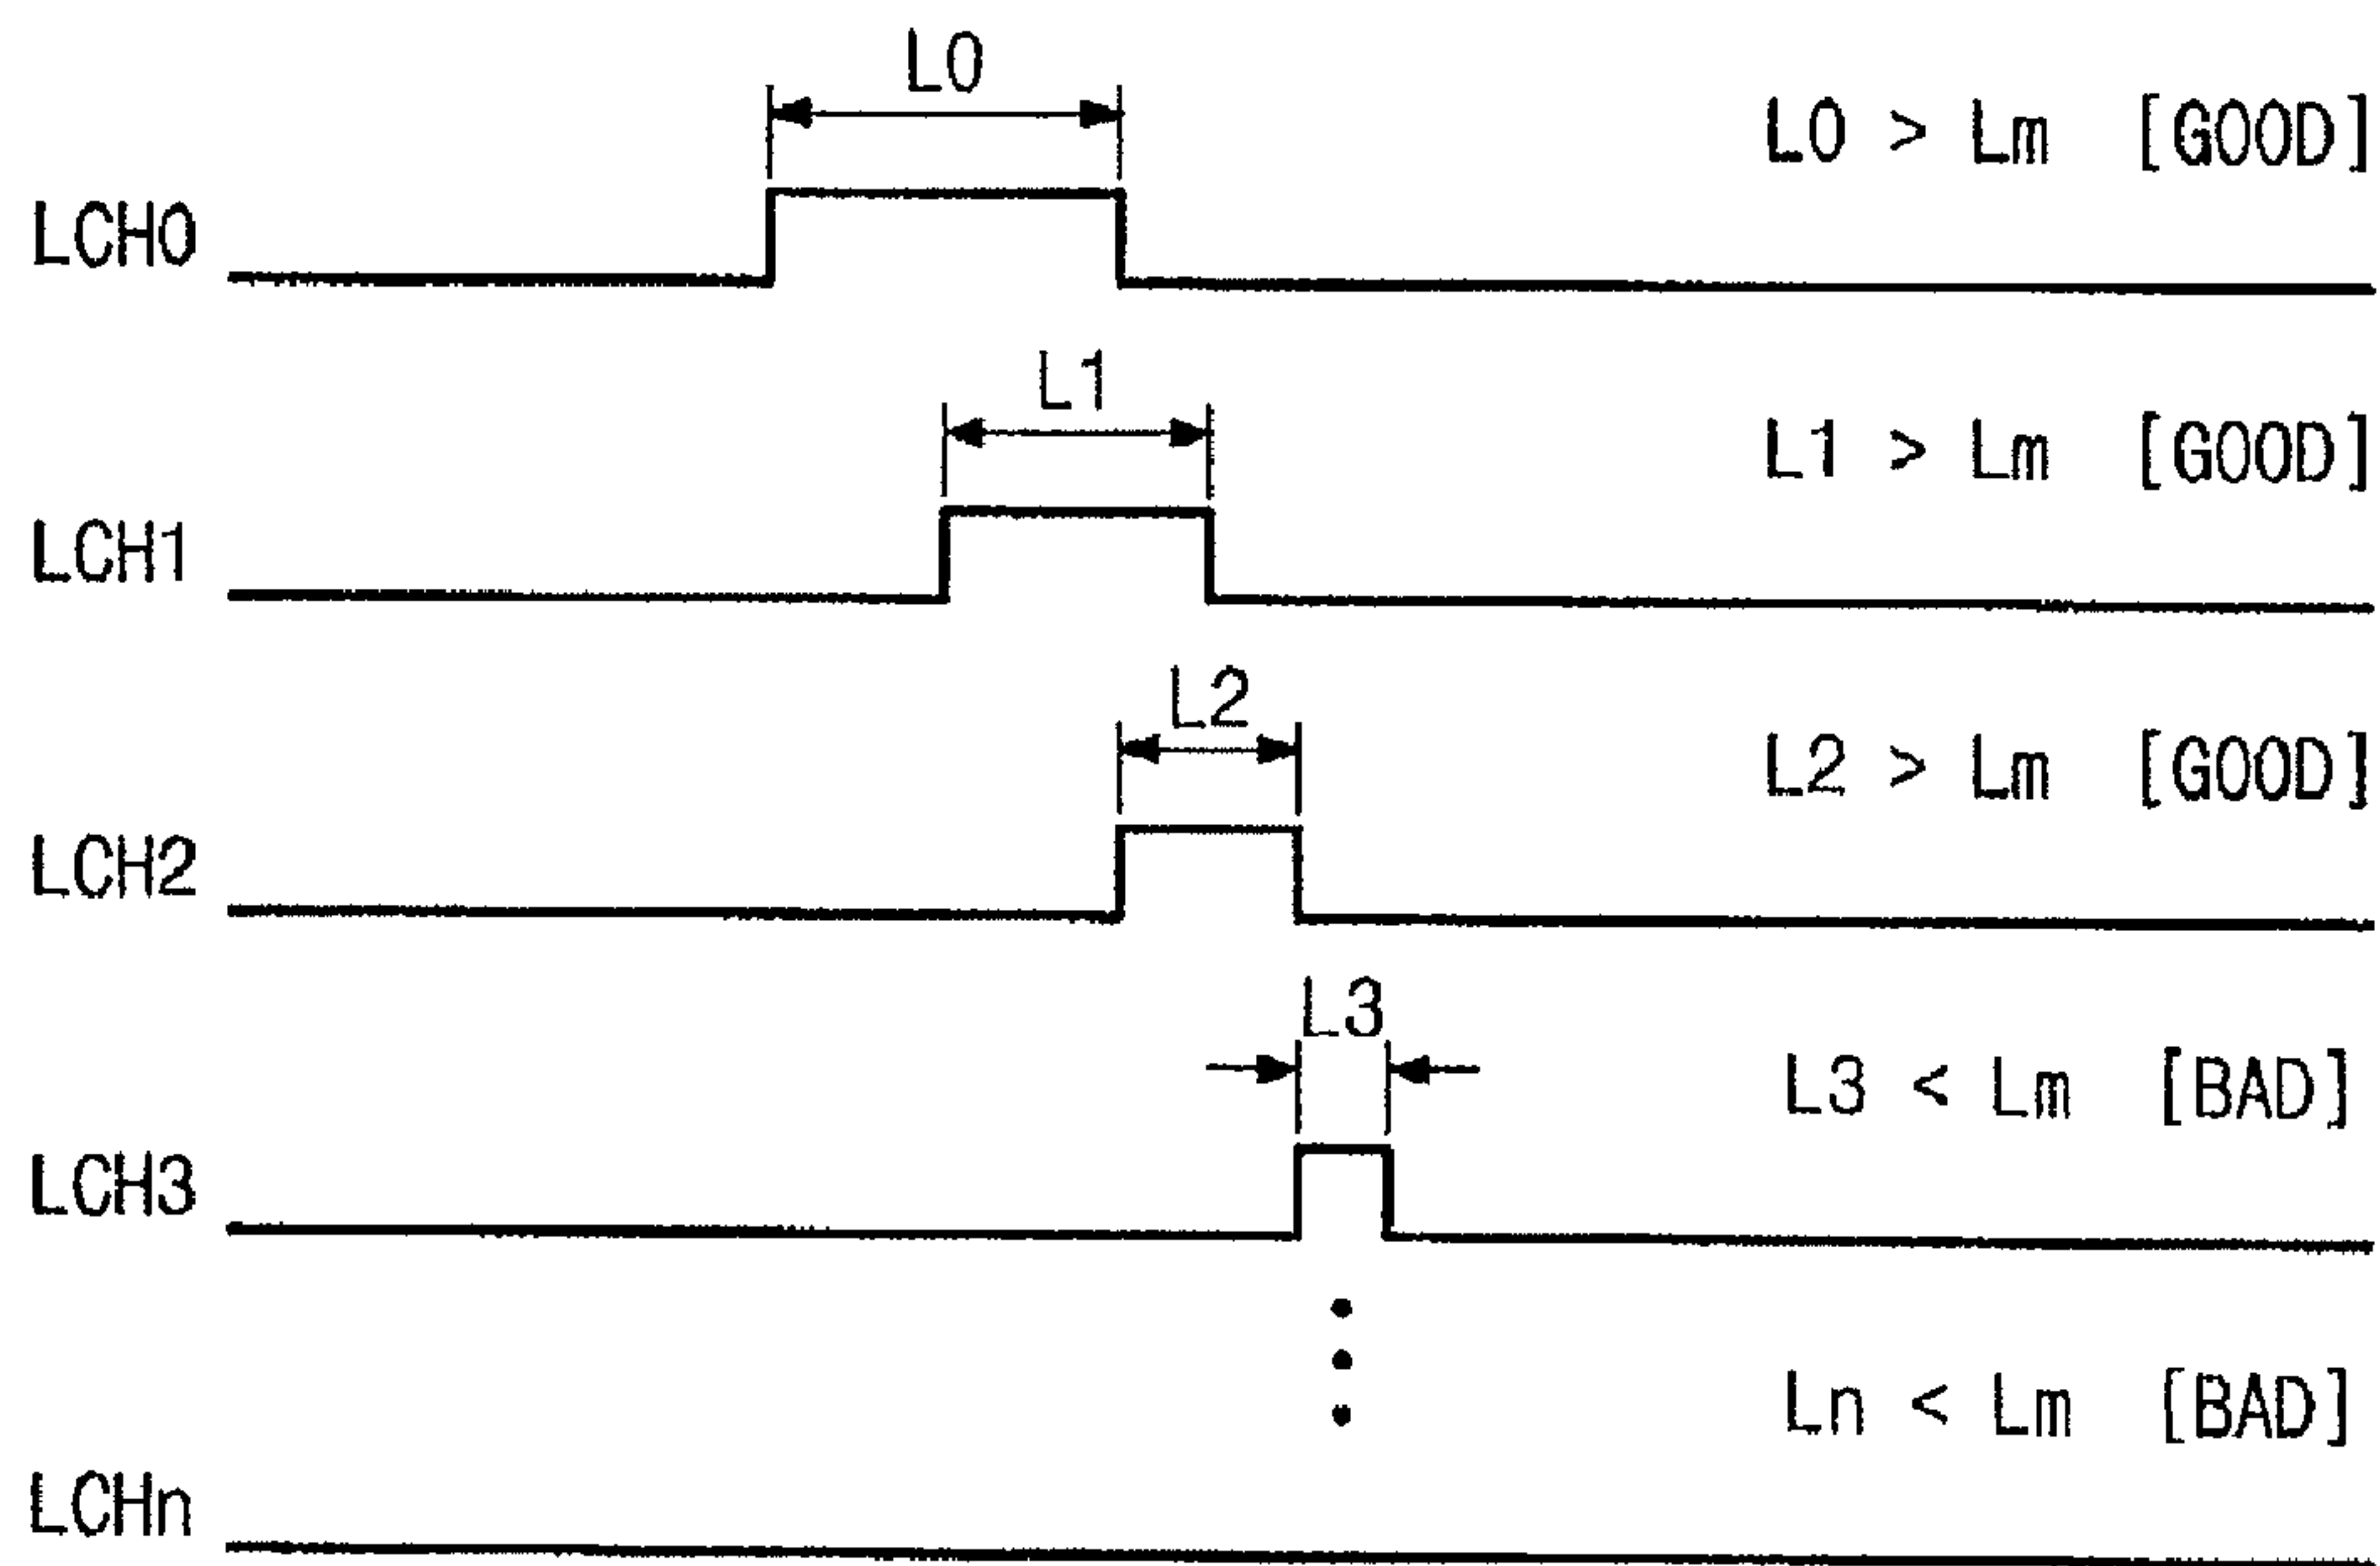 L0
L0 > Lm [GOOD]
LCH0
L1
L1 > Lm [GOOD]
LCH1
L2
L2 > Lm [GOOD]
LCH2
L3
L3 < Lm [BAD]
LCH3
Ln < Lm [BAD]
LCHn